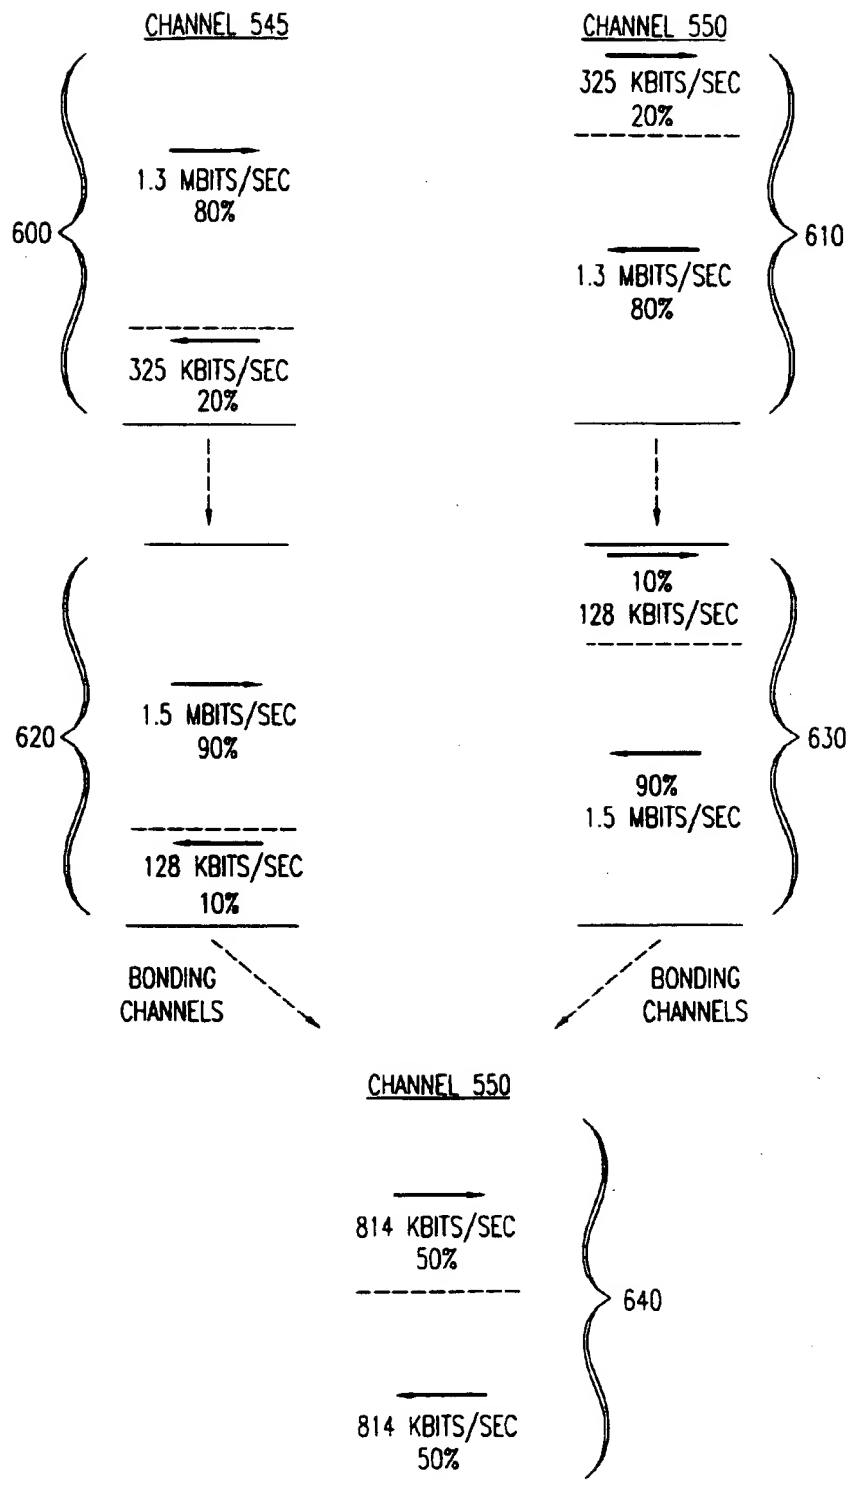 CHANNEL 545
1.3 MBITS/SEC
80%
600
325 KBITS/SEC
20%
CHANNEL 550
325 KBITS/SEC
20%
1.3 MBITS/SEC
80%
610
1.5 MBITS/SEC
90%
620
128 KBITS/SEC
10%
10%
128 KBITS/SEC
630
90%
1.5 MBITS/SEC
BONDING
CHANNELS
BONDING
CHANNELS
CHANNEL 550
814 KBITS/SEC
50%
640
814 KBITS/SEC
50%